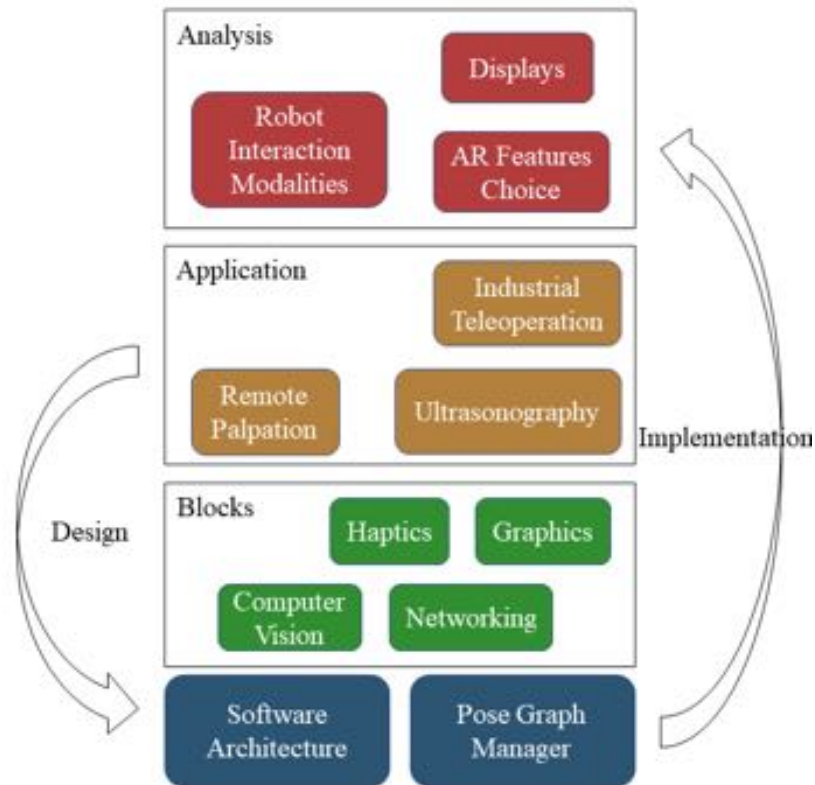 Analysis
Displays
Robot
Interaction
Modalities
AR Features
Choice
Application
Industrial
Teleoperation
Remote
Palpation
Ultrasonography
Implementation
Design
Blocks
Haptics
Graphics
Computer
Vision
Networking
Software
Architecture
Pose Graph
Manager